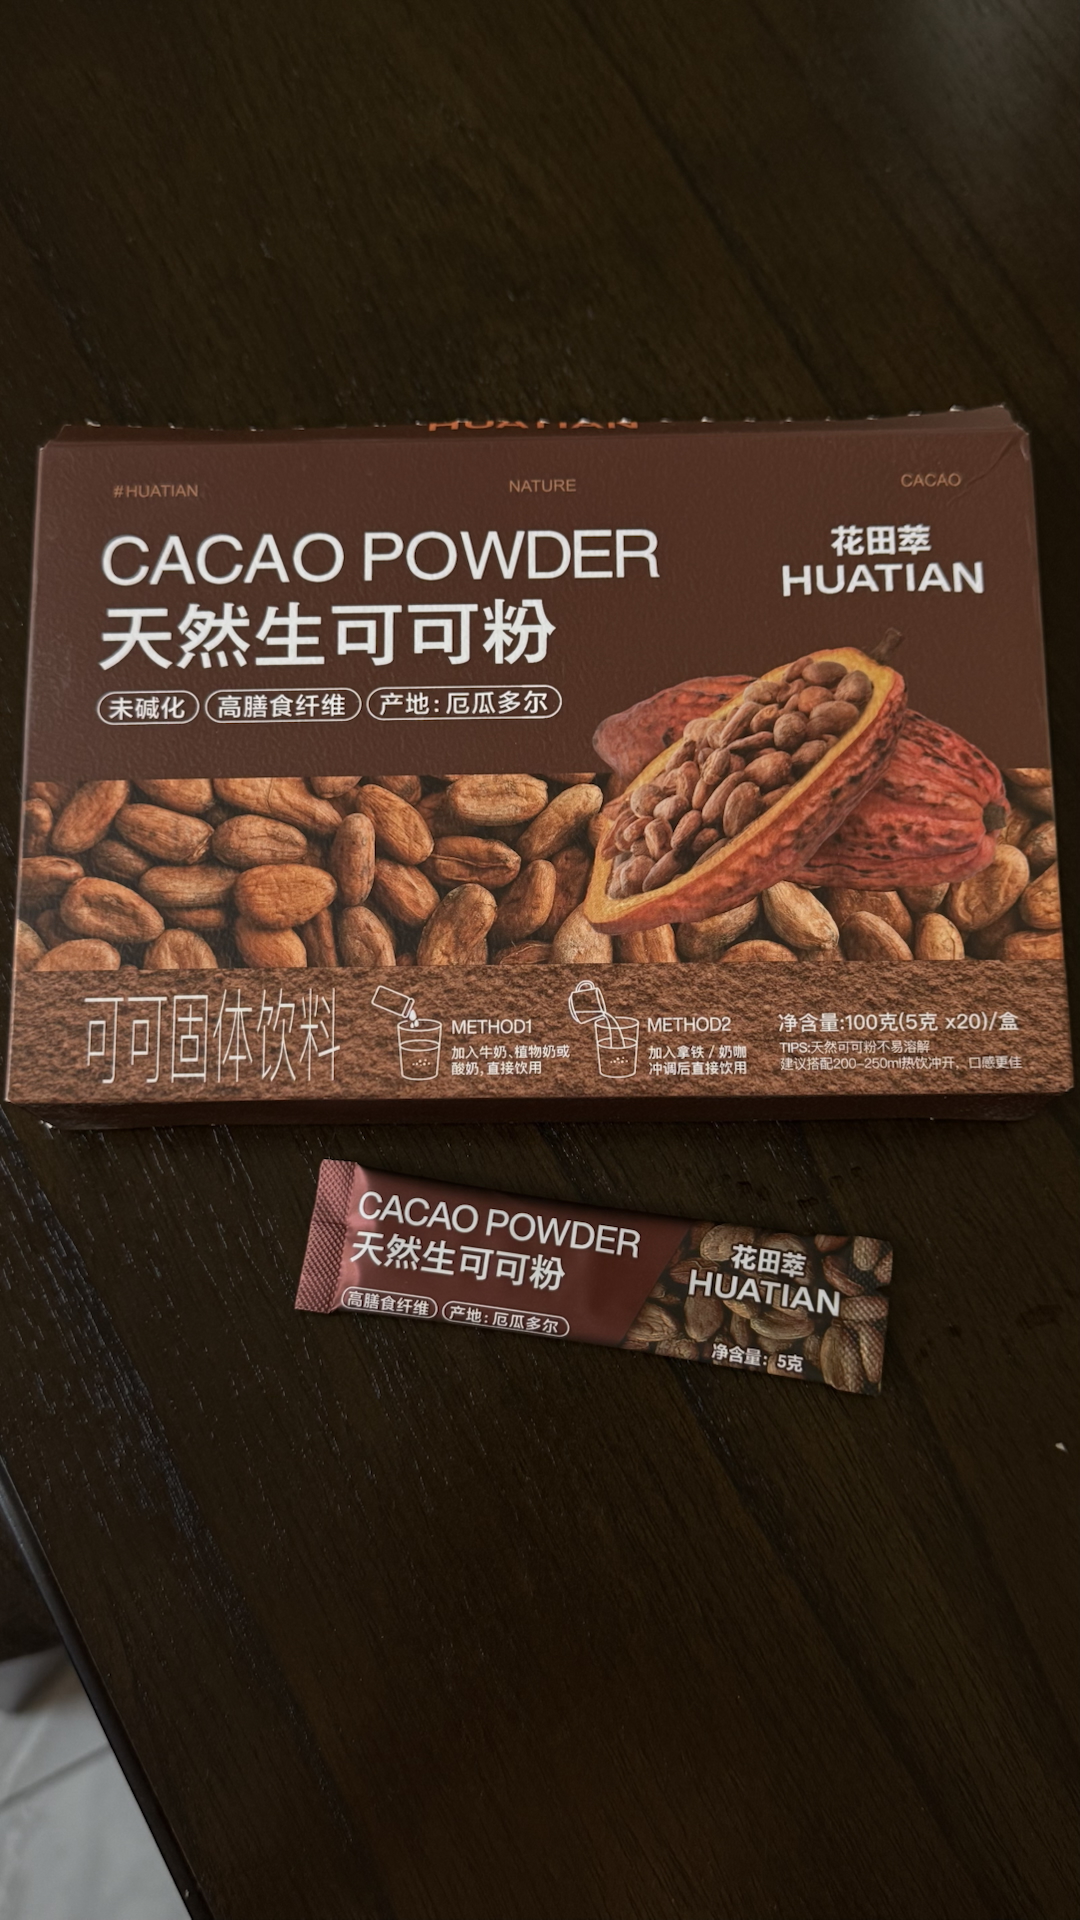 HUATIAN
#HUATIAN
NATURE
CACAO
CACAO POWDER
天然生可可粉
未碱化 高膳食纤维 产地:厄瓜多尔
花田萃
HUATIAN
可可固体饮料
METHOD1
加入牛奶、植物奶或
酸奶,直接饮用
METHOD2
加入拿铁/奶咖
冲调后直接饮用
净含量:100克(5克 x20)/盒
TIPS:天然可可粉不易溶解
建议搭配200-250ml热饮冲开,口感更佳
CACAO POWDER
天然生可可粉
高膳食纤维 产地:厄瓜多尔
花田萃
HUATIAN
净含量: 5克